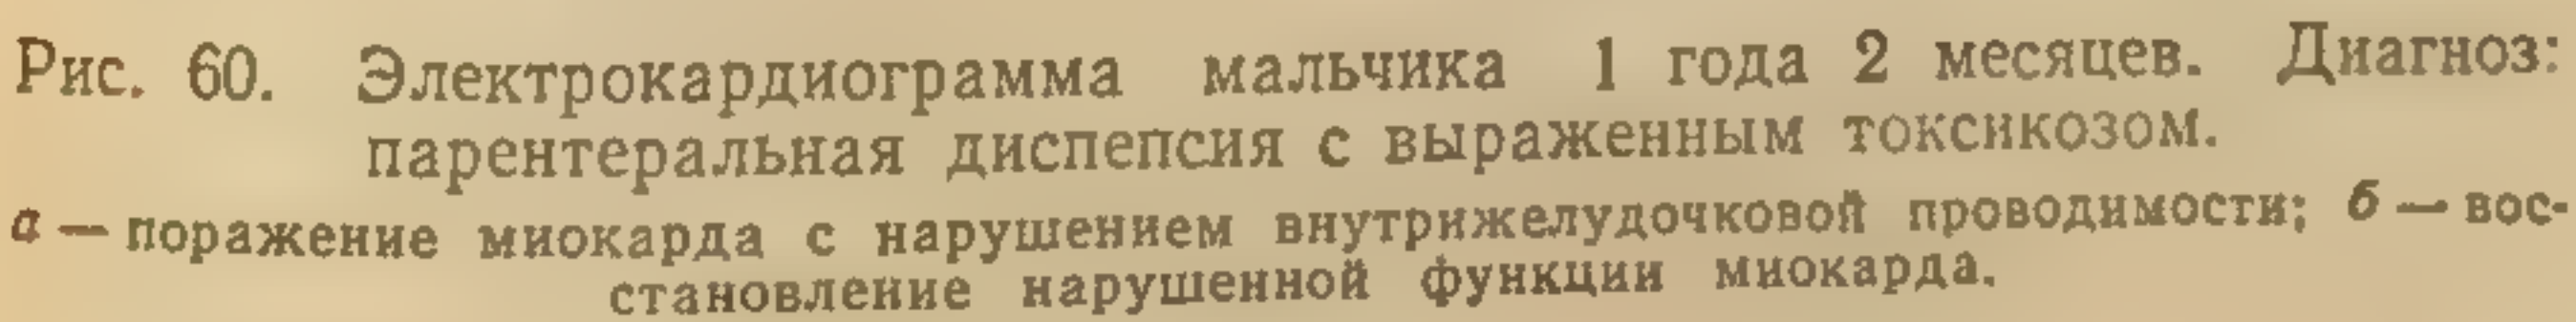 Рис. 60. Электрокардиограмма мальчика 1 года 2 месяцев. Диагноз:
парентеральная диспепсия с выраженным токсикозом.
а — поражение миокарда с нарушением внутрижелудочковой проводимости; б — вос-
становление нарушенной функции миокарда.